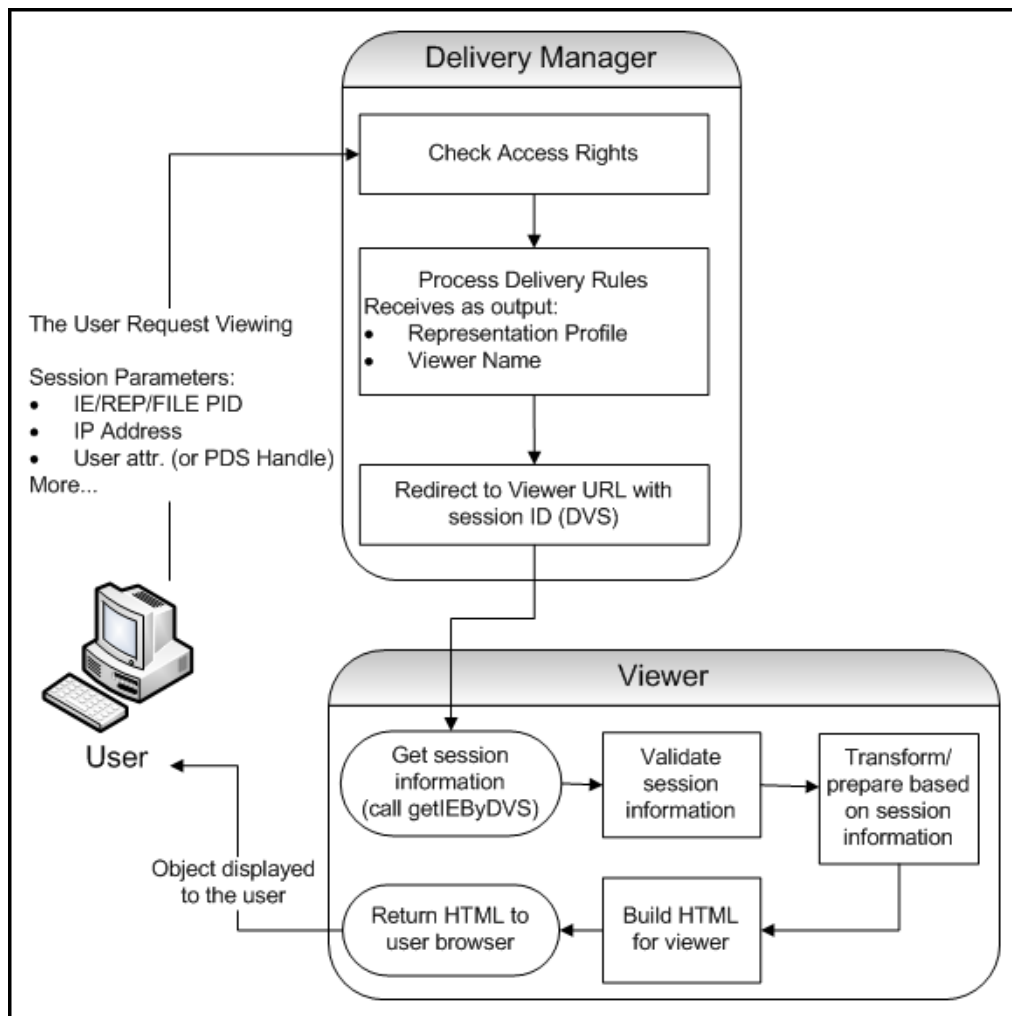 Delivery Manager
Check Access Rights
Process Delivery Rules
Receives as output:
• Representation Profile
• Viewer Name
Redirect to Viewer URL with
session ID (DVS)
The User Request Viewing
Session Parameters:
• IE/REP/FILE PID
• IP Address
• User attr. (or PDS Handle)
More...
User
Viewer
Get session
information
(call getIEByDVS)
Validate
session
information
Transform/
prepare based
on session
information
Build HTML
for viewer
Return HTML to
user browser
Object displayed
to the user